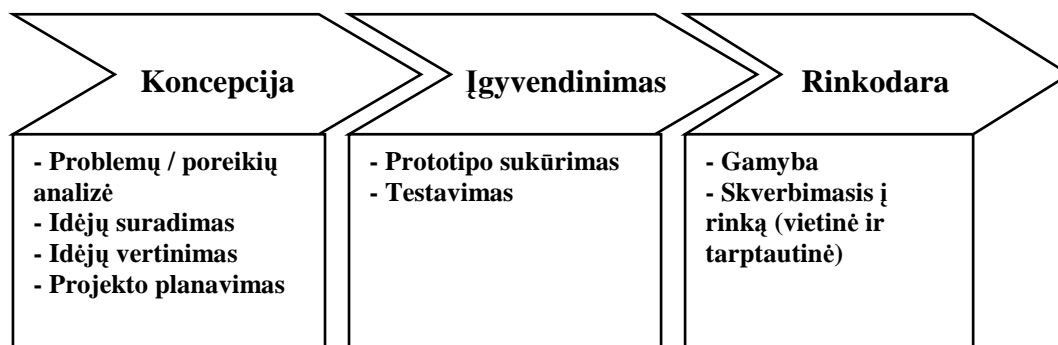 Koncepcija
- Problemų / poreikių
analizė
- Idėjų suradimas
- Idėjų vertinimas
- Projekto planavimas
Įgyvendinimas
- Prototipo sukūrimas
- Testavimas
Rinkodara
- Gamyba
- Skverbimasis į
rinką (vietinė ir
tarptautinė)